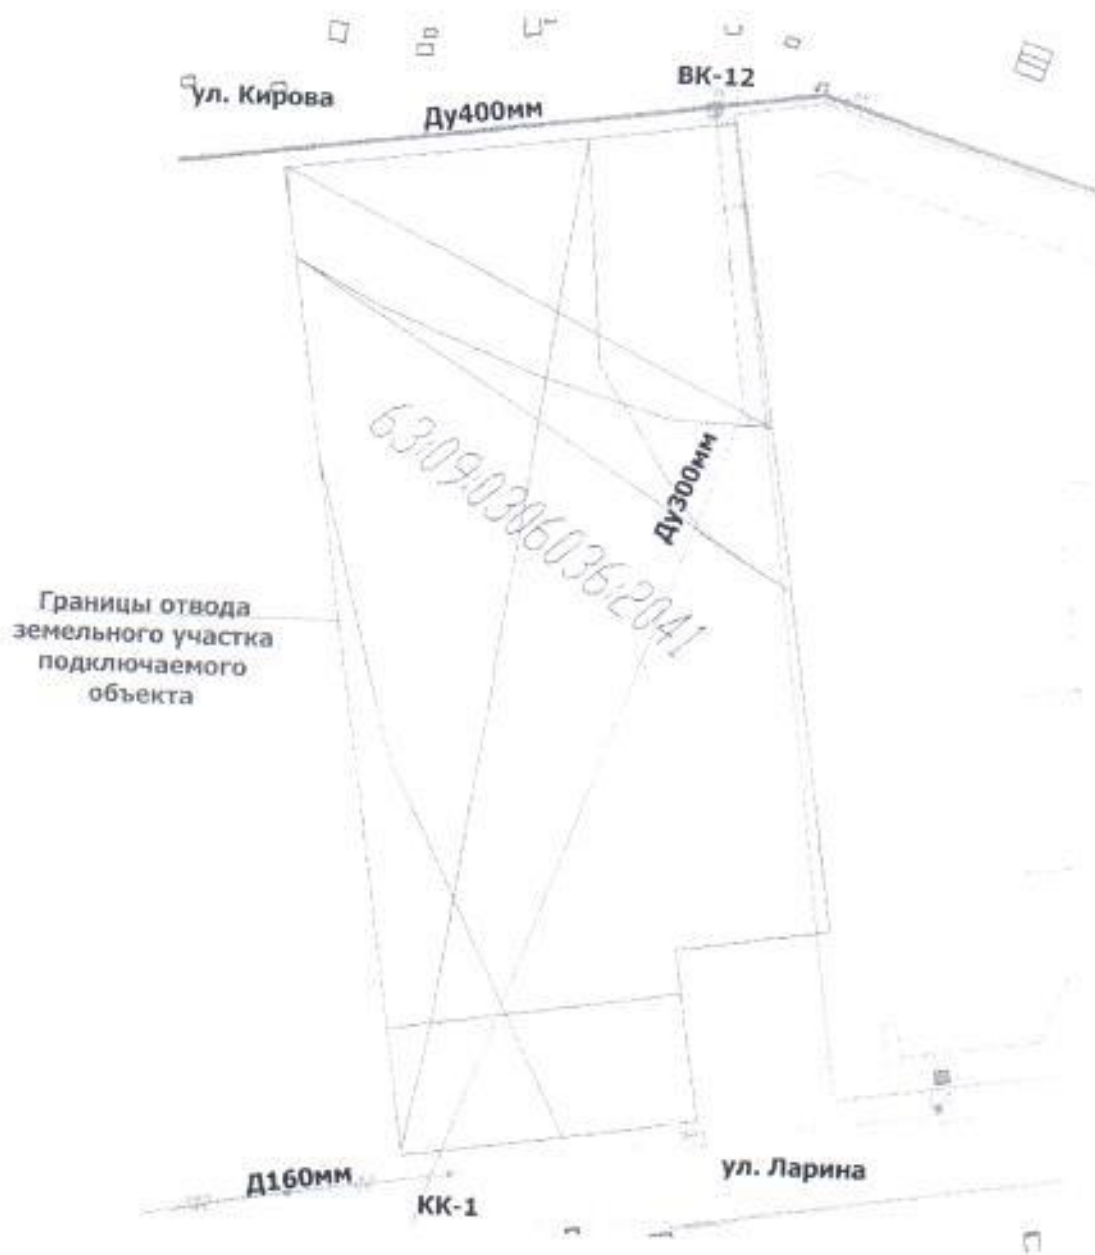 ВК-12
ул. Кирова
Ду400мм
63:09:0306036:2041
Ду300мм
Границы отвода
земельного участка
подключаемого
объекта
Д160мм
КК-1
ул. Ларина